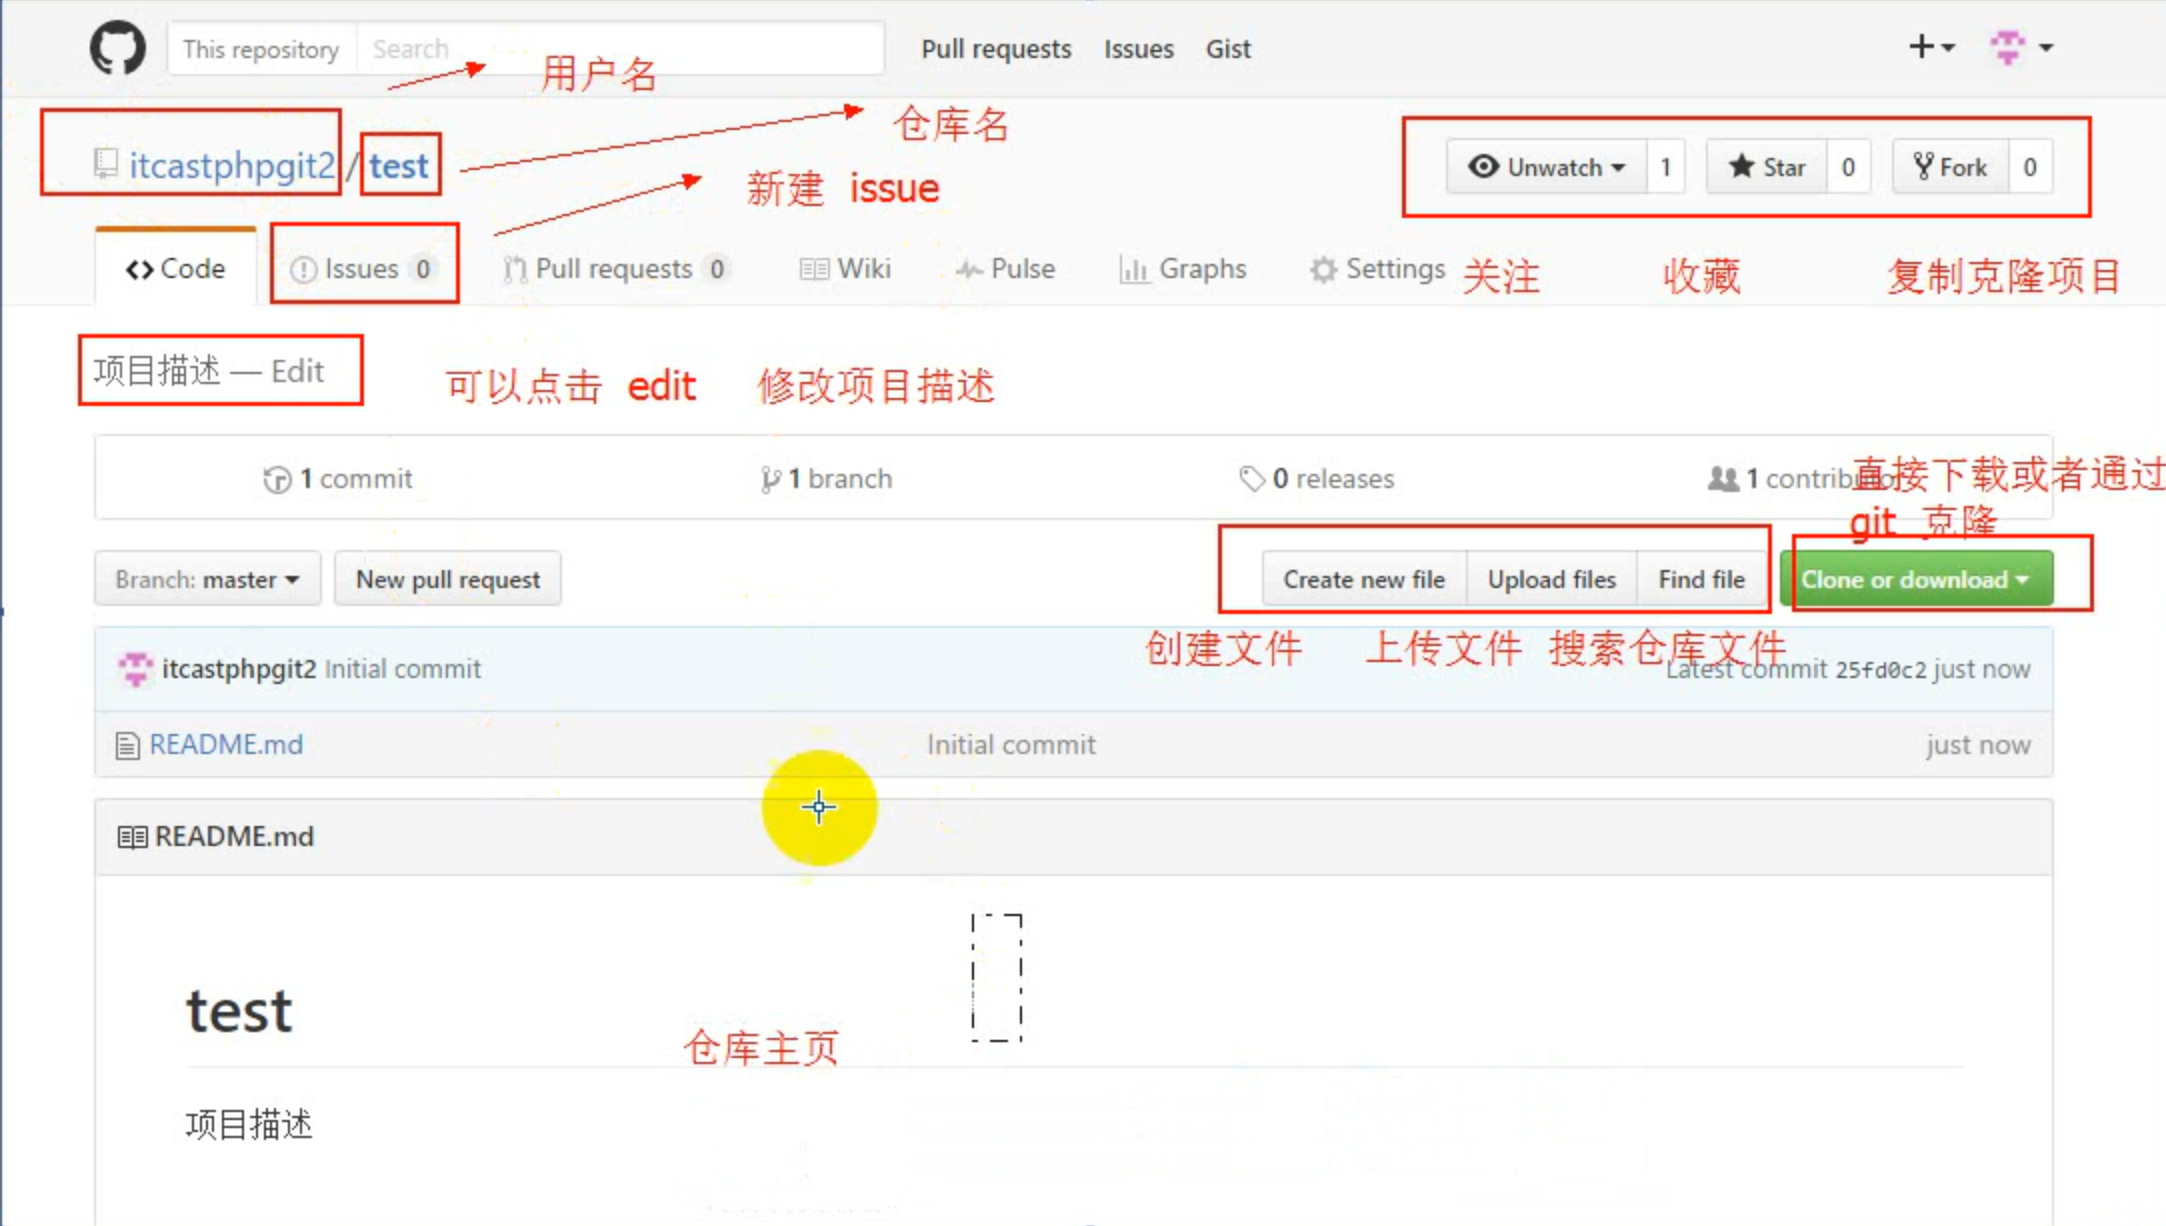 This repository Search Pull requests Issues Gist
用户名
仓库名
itcastphpgit2 / test
Unwatch 1 Star 0 Fork 0
新建 issue
Code Issues 0 Pull requests 0 Wiki Pulse Graphs Settings
关注 收藏 复制克隆项目
项目描述 — Edit
可以点击 edit 修改项目描述
1 commit 1 branch 0 releases 1 contributor
直接下载或者通过
git 克隆
Branch: master New pull request Create new file Upload files Find file Clone or download
创建文件 上传文件 搜索仓库文件
itcastphpgit2 Initial commit Latest commit 25fd0c2 just now
README.md Initial commit just now
README.md
test
仓库主页
项目描述